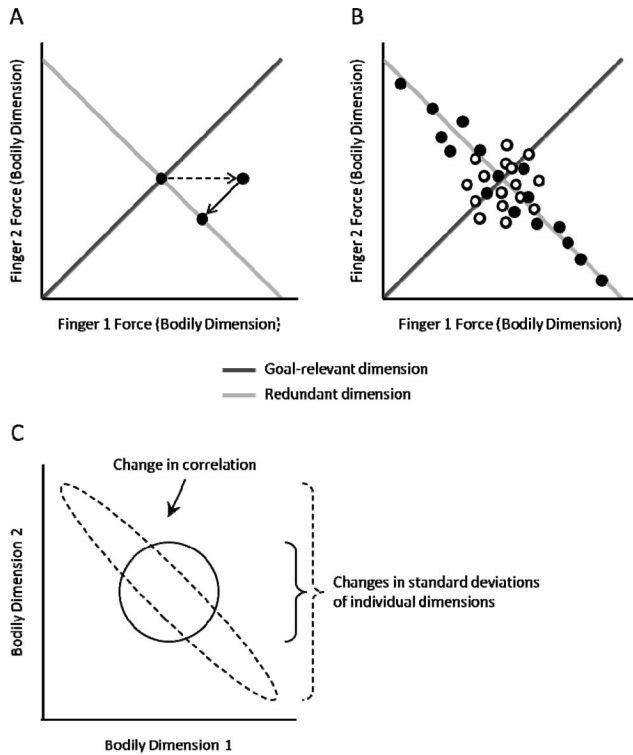 A
B
Finger 2 Force (Bodily Dimension)
Finger 2 Force (Bodily Dimension)
Finger 1 Force (Bodily Dimension)
Finger 1 Force (Bodily Dimension)
Goal-relevant dimension
Redundant dimension
C
Change in correlation
Bodily Dimension 2
Changes in standard deviations
of individual dimensions
Bodily Dimension 1